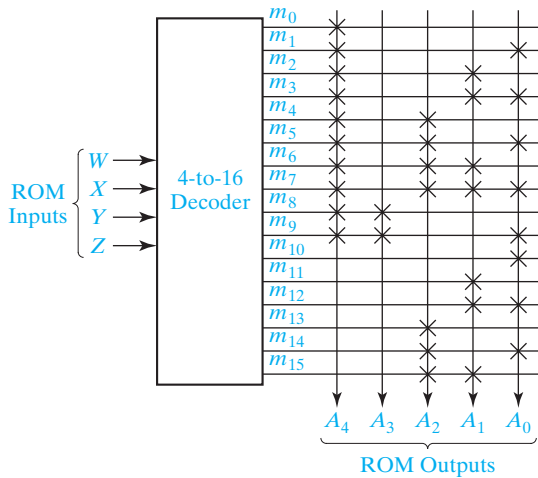 m₀
m₁
m₂
m₃
m₄
m₅
m₆
m₇
m₈
m₉
m₁₀
m₁₁
m₁₂
m₁₃
m₁₄
m₁₅
ROM
Inputs
W
X
Y
Z
4-to-16
Decoder
A₄ A₃ A₂ A₁ A₀
ROM Outputs